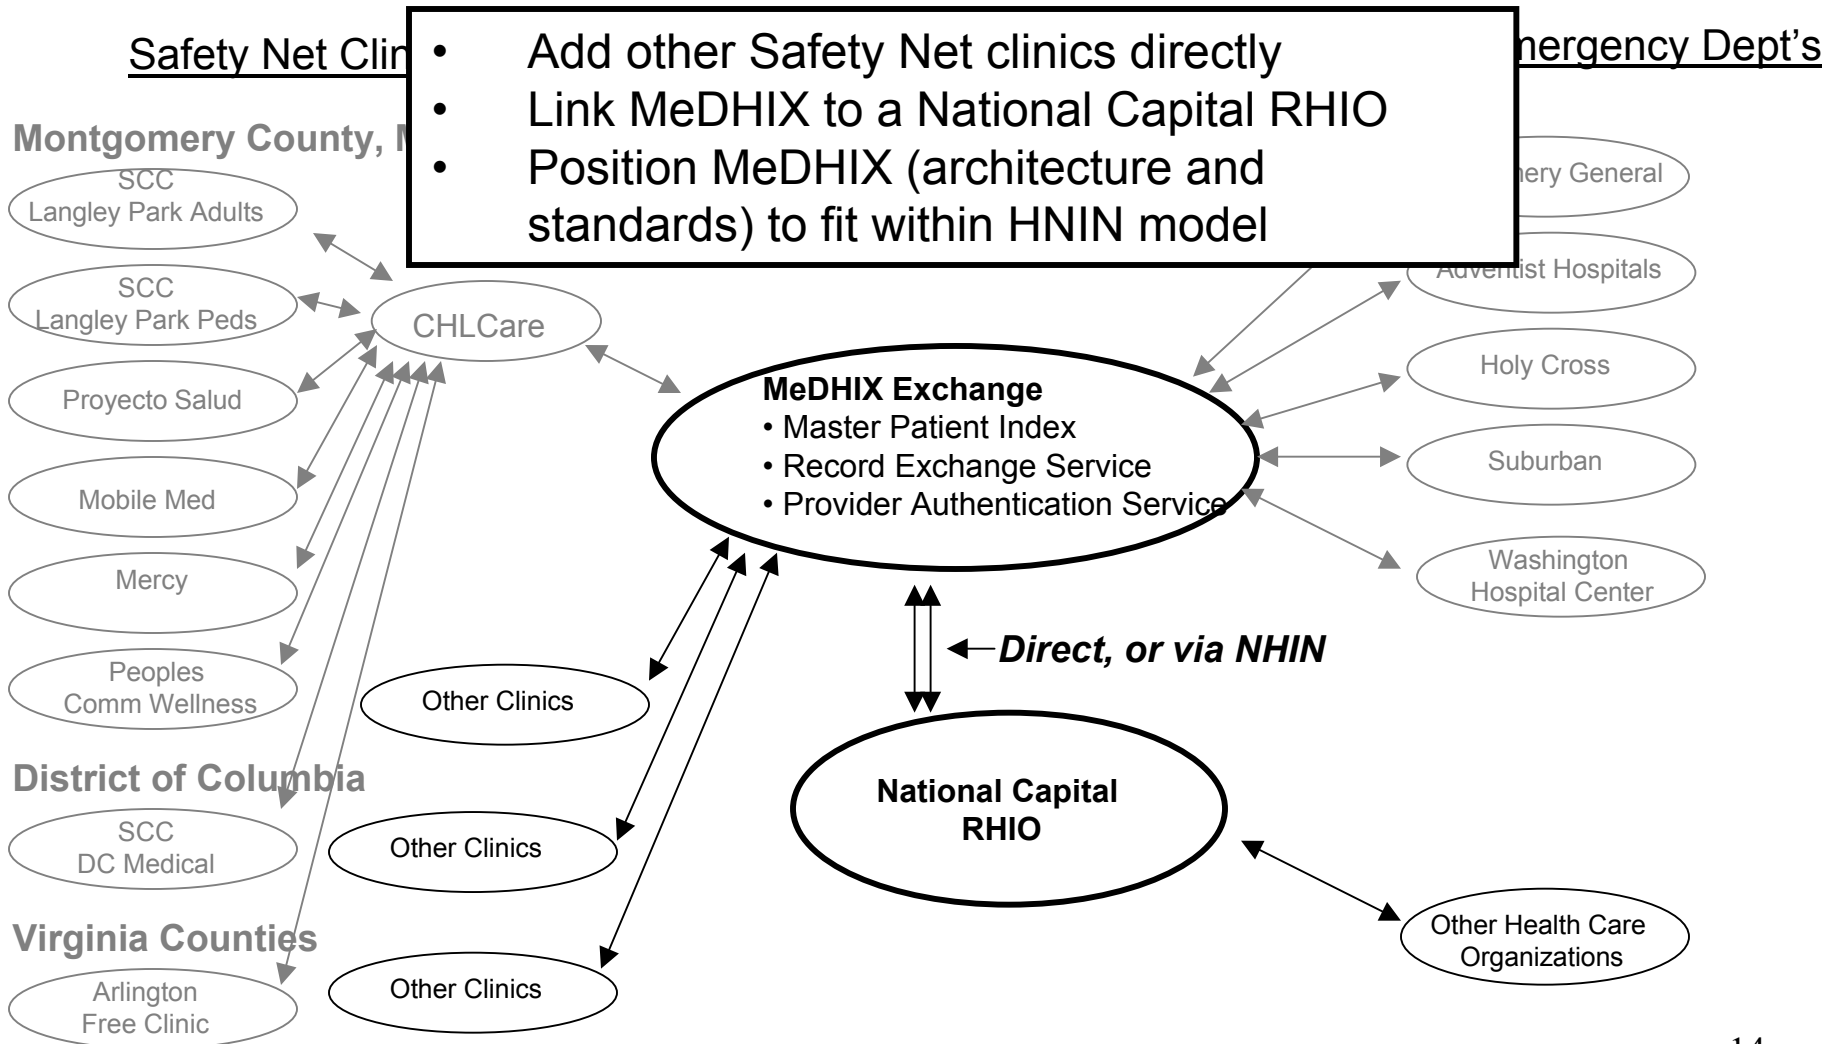 Safety Net Clin
• Add other Safety Net clinics directly
• Link MeDHIX to a National Capital RHIO
• Position MeDHIX (architecture and
standards) to fit within HNIN model
mergency Dept's
Montgomery County,
SCC
Langley Park Adults
SCC
Langley Park Peds
Proyecto Salud
Mobile Med
Mercy
Peoples
Comm Wellness
District of Columbia
SCC
DC Medical
Virginia Counties
Arlington
Free Clinic
CHLCare
MeDHIX Exchange
• Master Patient Index
• Record Exchange Service
• Provider Authentication Service
ery General
Adventist Hospitals
Holy Cross
Suburban
Washington
Hospital Center
Direct, or via NHIN
Other Clinics
Other Clinics
Other Clinics
National Capital
RHIO
Other Health Care
Organizations
14